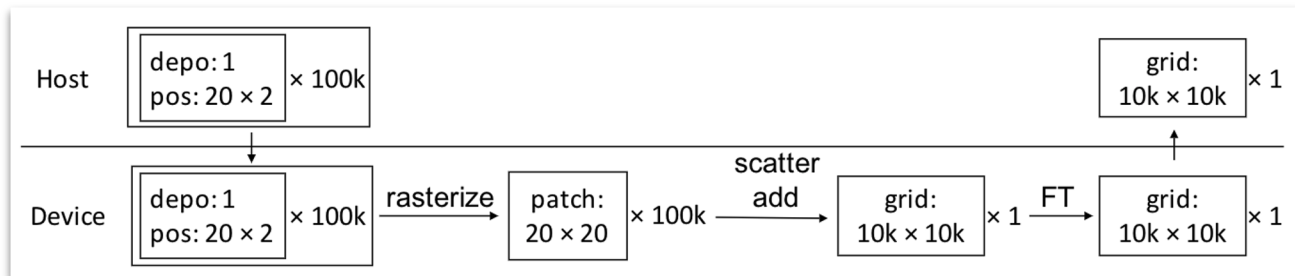 Host
depo: 1
pos: 20 × 2
× 100k
grid:
10k × 10k
× 1
Device
depo: 1
pos: 20 × 2
× 100k
rasterize
patch:
20 × 20
× 100k
scatter
add
grid:
10k × 10k
× 1
FT
grid:
10k × 10k
× 1